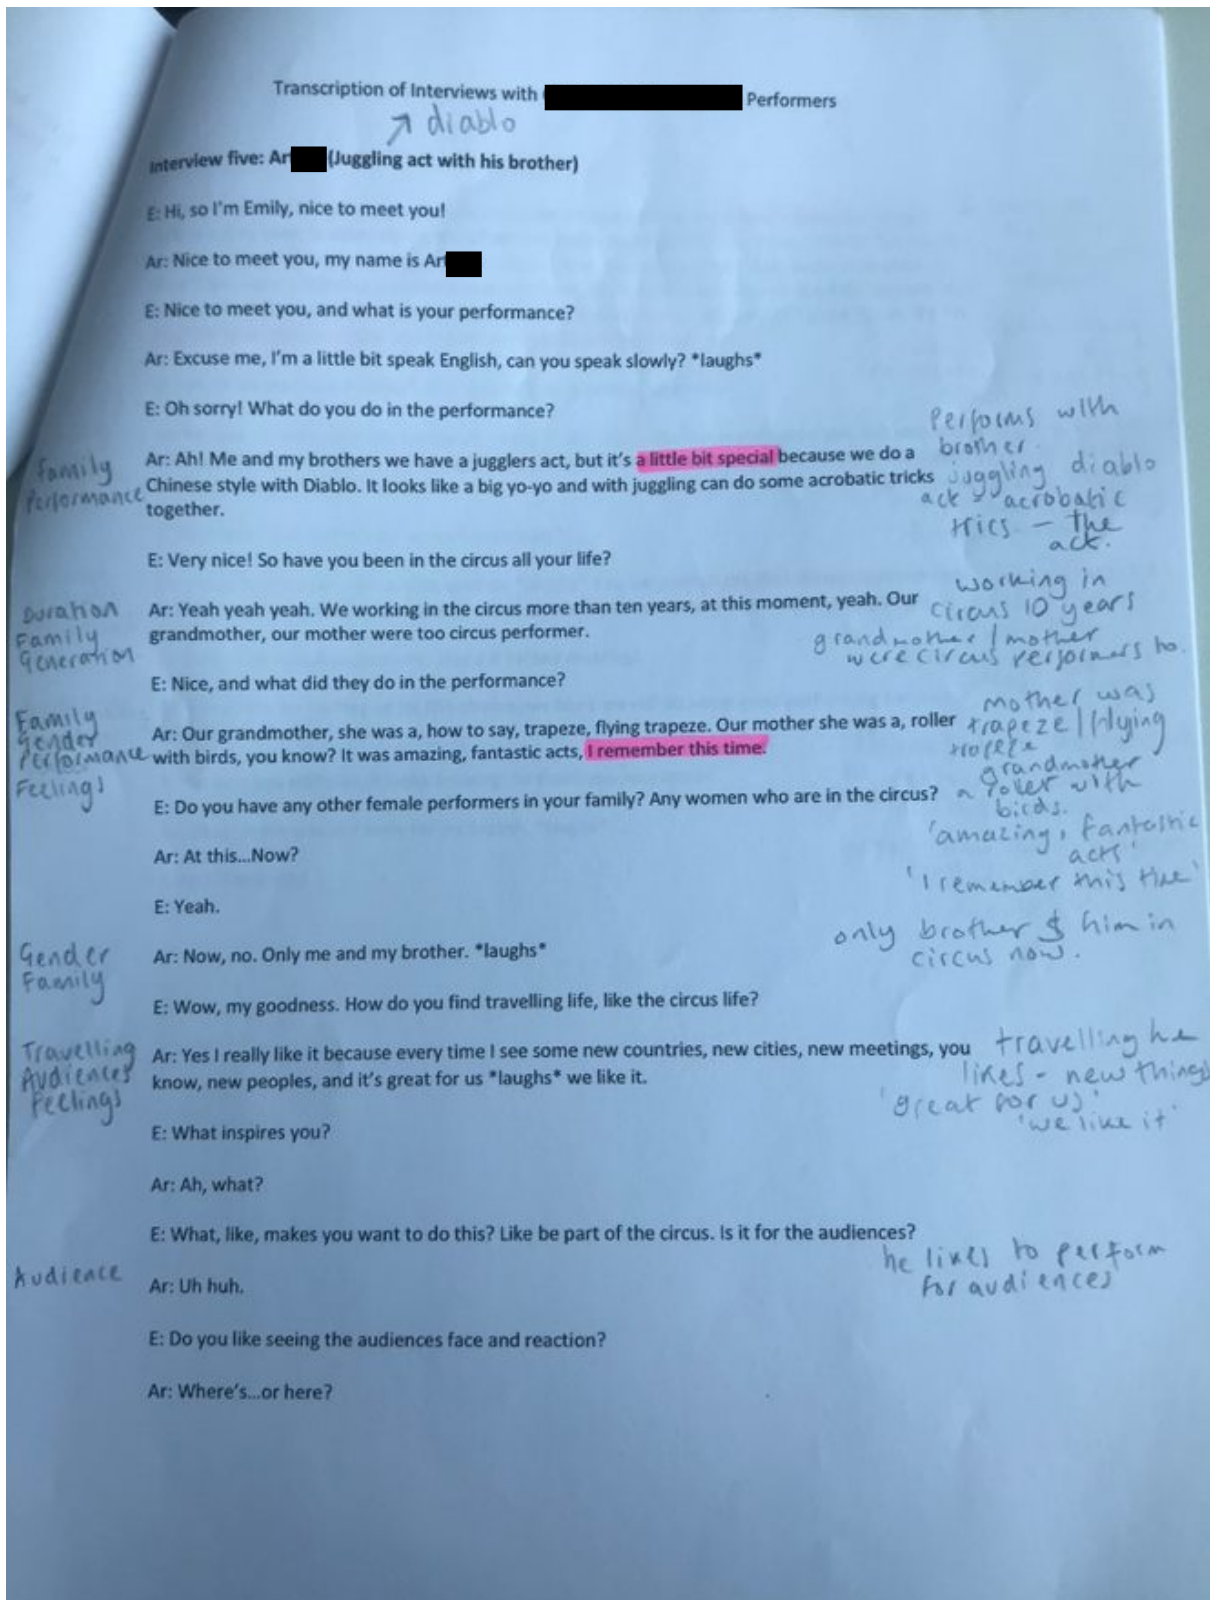 Transcription of Interviews with Performers
↗ diablo
Interview five: Ar (Juggling act with his brother)
E: Hi, so I'm Emily, nice to meet you!
Ar: Nice to meet you, my name is Ar
E: Nice to meet you, and what is your performance?
Ar: Excuse me, I'm a little bit speak English, can you speak slowly? *laughs*
E: Oh sorry! What do you do in the performance?
Family
Performance
Ar: Ah! Me and my brothers we have a jugglers act, but it's a little bit special because we do a
Chinese style with Diablo. It looks like a big yo-yo and with juggling can do some acrobatic tricks
together.
Performs with
brother
juggling diablo
act - acrobatic
trics - the
act.
E: Very nice! So have you been in the circus all your life?
Duration
Family
Generation
Ar: Yeah yeah yeah. We working in the circus more than ten years, at this moment, yeah. Our
grandmother, our mother were too circus performer.
working in
circus 10 years
grandmother / mother
were circus performers to.
E: Nice, and what did they do in the performance?
Family
Gender
Performance
Feelings
Ar: Our grandmother, she was a, how to say, trapeze, flying trapeze. Our mother she was a, roller
with birds, you know? It was amazing, fantastic acts, I remember this time.
mother was
trapeze / flying
trapeze
grandmother
a roller with
birds.
'amazing, fantastic
acts'
'I remember this time'
E: Do you have any other female performers in your family? Any women who are in the circus?
Ar: At this...Now?
E: Yeah.
Gender
Family
Ar: Now, no. Only me and my brother. *laughs*
only brother & him in
circus now.
E: Wow, my goodness. How do you find travelling life, like the circus life?
Travelling
Audiences
Feelings
Ar: Yes I really like it because every time I see some new countries, new cities, new meetings, you
know, new peoples, and it's great for us *laughs* we like it.
travelling he
likes - new things
'great for us'
'we like it'
E: What inspires you?
Ar: Ah, what?
E: What, like, makes you want to do this? Like be part of the circus. Is it for the audiences?
Audience
Ar: Uh huh.
he likes to perform
for audiences
E: Do you like seeing the audiences face and reaction?
Ar: Where's...or here?